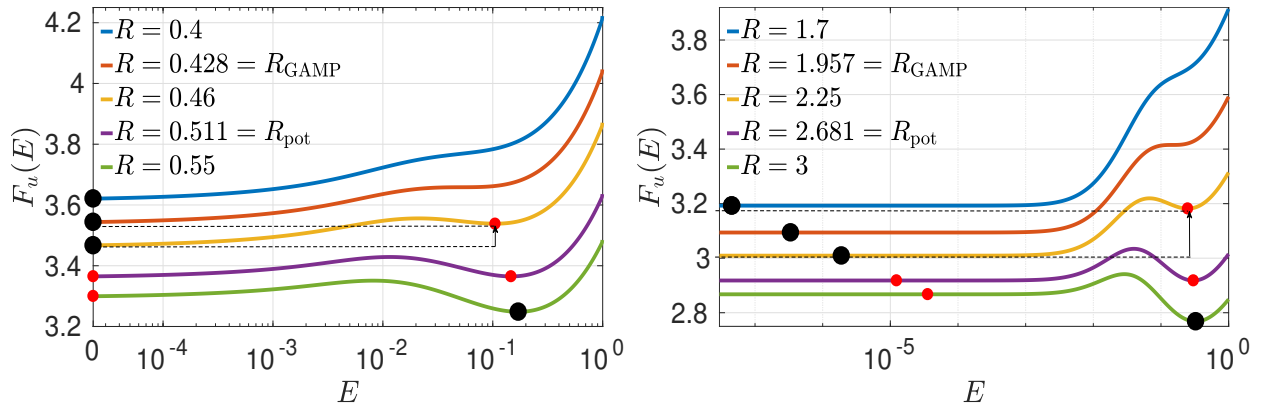 4.2
4
3.8
3.6
3.4
3.2
F_u(E)
R = 0.4
R = 0.428 = R_GAMP
R = 0.46
R = 0.511 = R_pot
R = 0.55
0
10^-4
10^-3
10^-2
10^-1
10^0
E
3.8
3.6
3.4
3.2
3
2.8
F_u(E)
R = 1.7
R = 1.957 = R_GAMP
R = 2.25
R = 2.681 = R_pot
R = 3
10^-5
10^0
E